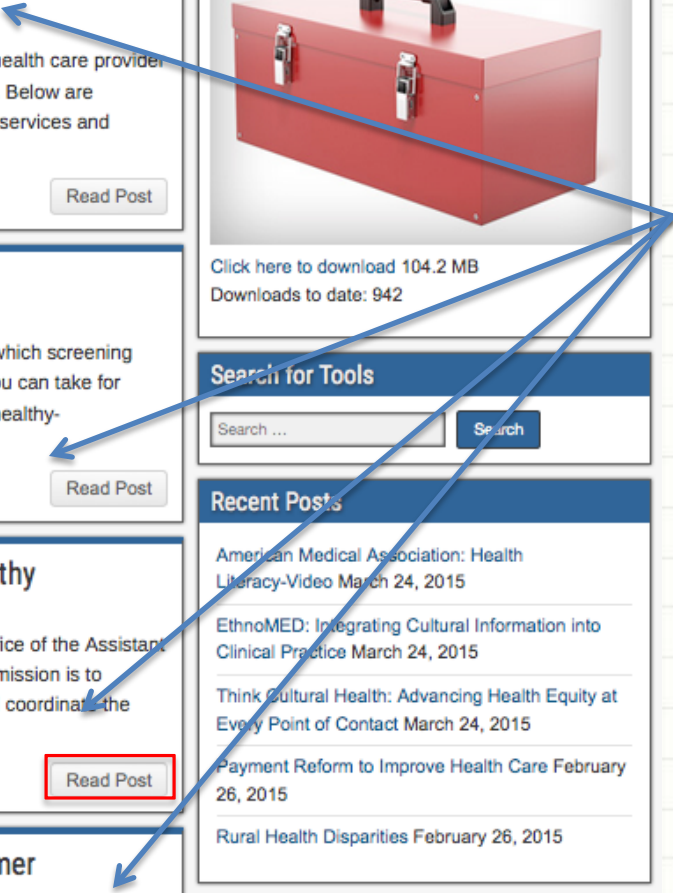 ealth care provider
Below are
services and
Read Post
which screening
u can take for
ealthy-
Read Post
thy
ice of the Assistant
mission is to
coordinate the
Read Post
mer
Click here to download 104.2 MB
Downloads to date: 942
Search for Tools
Search ...
Search
Recent Posts
American Medical Association: Health
Literacy-Video March 24, 2015
EthnoMED: Integrating Cultural Information into
Clinical Practice March 24, 2015
Think Cultural Health: Advancing Health Equity at
Every Point of Contact March 24, 2015
Payment Reform to Improve Health Care February
26, 2015
Rural Health Disparities February 26, 2015